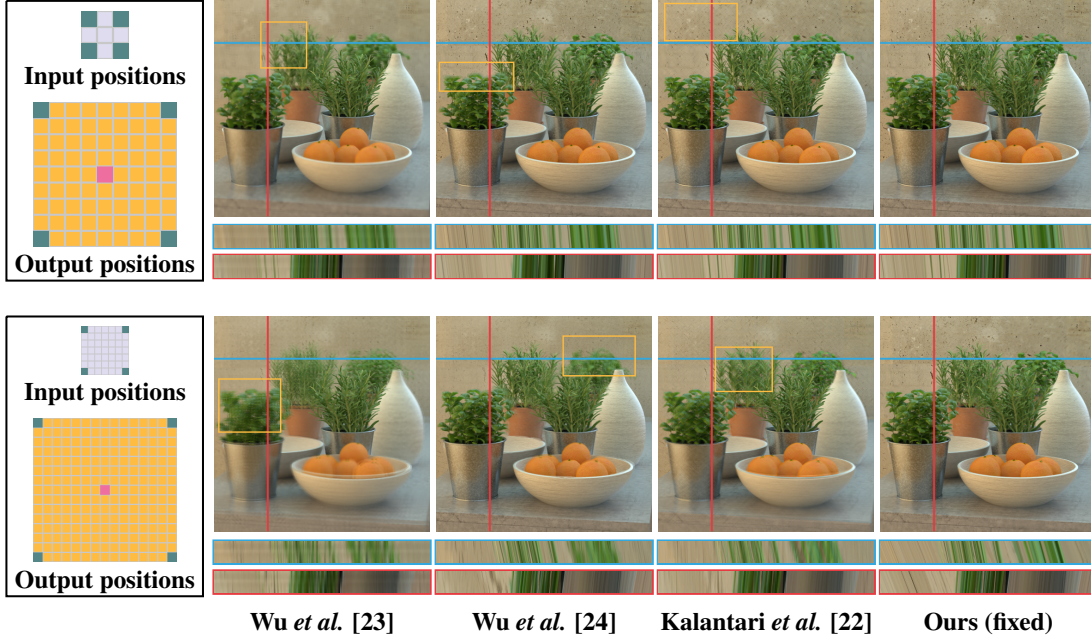 Input positions
Output positions
Input positions
Output positions
Wu et al. [23]
Wu et al. [24]
Kalantari et al. [22]
Ours (fixed)